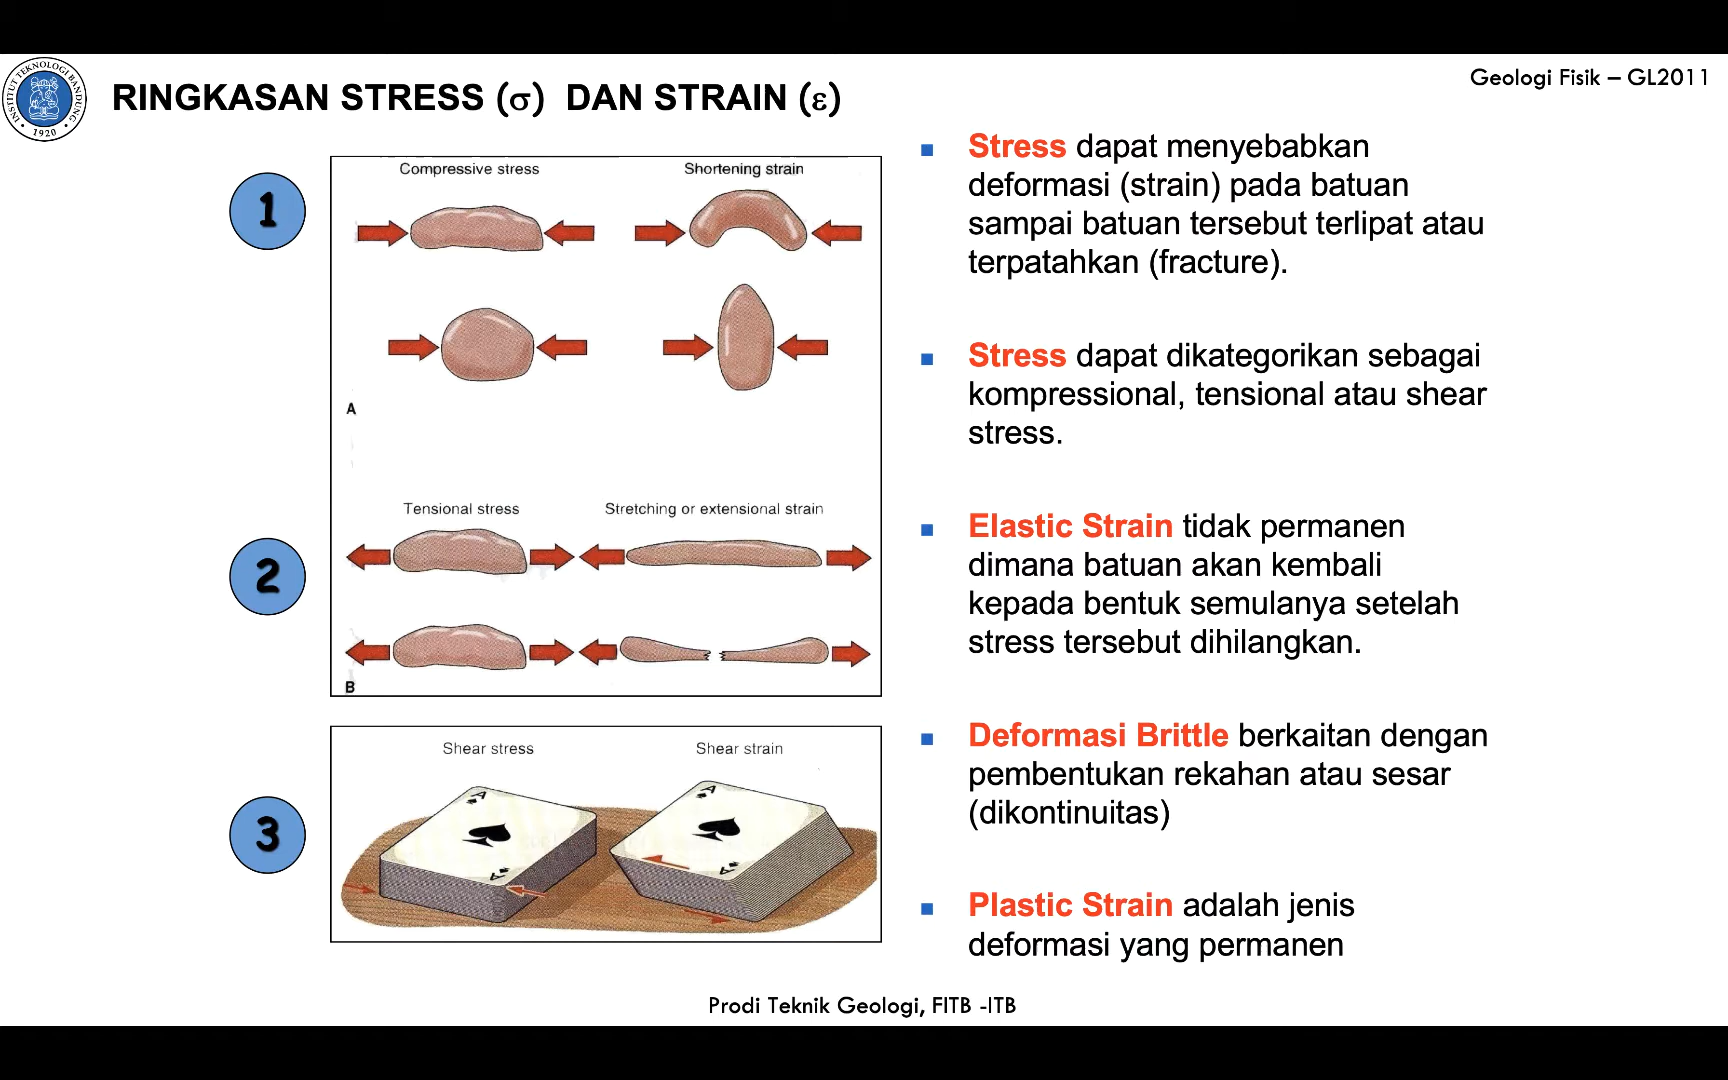 INSTITUT TEKNOLOGI BANDUNG
1920
Geologi Fisik – GL2011
RINGKASAN STRESS (σ) DAN STRAIN (ε)
1
Compressive stress
Shortening strain
A
2
Tensional stress
Stretching or extensional strain
B
3
Shear stress
Shear strain
A
A
A
A
Stress dapat menyebabkan
deformasi (strain) pada batuan
sampai batuan tersebut terlipat atau
terpatahkan (fracture).
Stress dapat dikategorikan sebagai
kompressional, tensional atau shear
stress.
Elastic Strain tidak permanen
dimana batuan akan kembali
kepada bentuk semulanya setelah
stress tersebut dihilangkan.
Deformasi Brittle berkaitan dengan
pembentukan rekahan atau sesar
(dikontinuitas)
Plastic Strain adalah jenis
deformasi yang permanen
Prodi Teknik Geologi, FITB -ITB